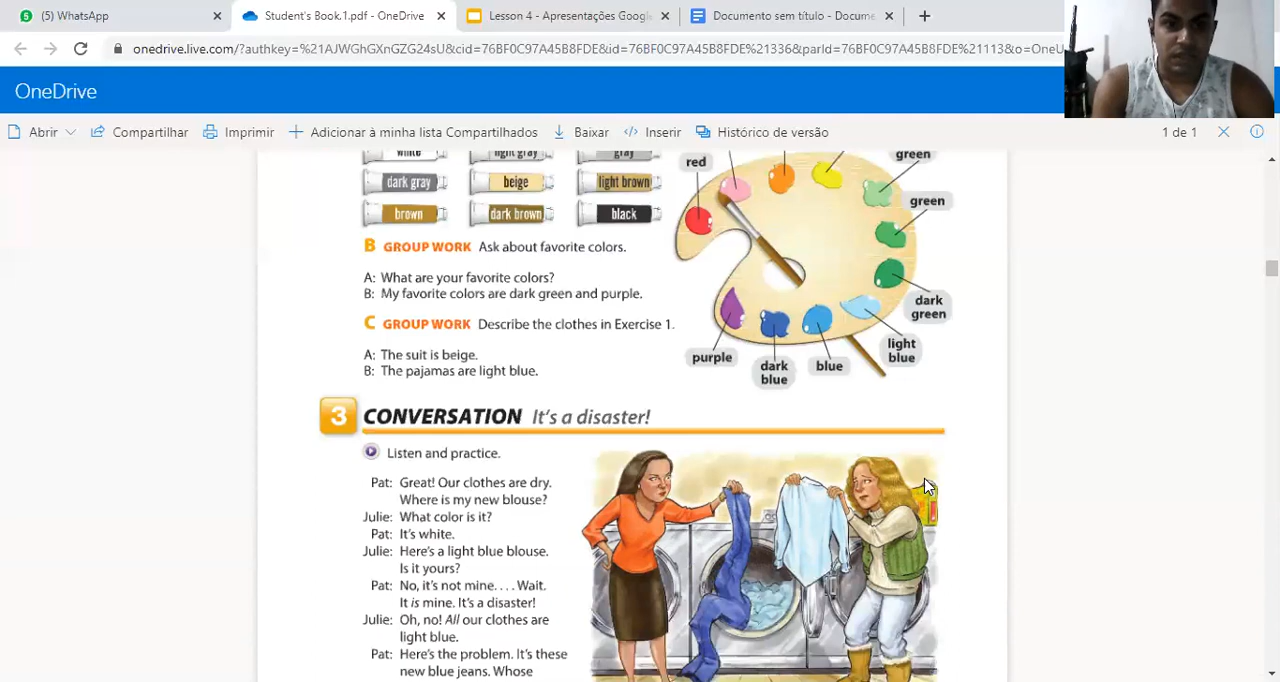 (5) WhatsApp
Student's Book.1.pdf - OneDrive
Lesson 4 - Apresentações Googl
Documento sem título - Docume
onedrive.live.com/?authkey=%21AJWGhGXnGZG24sU&cid=76BF0C97A45B8FDE&id=76BF0C97A45B8FDE%21336&parId=76BF0C97A45B8FDE%21113&o=OneU
OneDrive
Abrir
Compartilhar
Imprimir
Adicionar à minha lista Compartilhados
Baixar
Inserir
Histórico de versão
1 de 1
white light gray gray
dark gray beige light brown
brown dark brown black
red
green
green
dark
green
light
blue
blue
dark
blue
purple
B GROUP WORK Ask about favorite colors.
A: What are your favorite colors?
B: My favorite colors are dark green and purple.
C GROUP WORK Describe the clothes in Exercise 1.
A: The suit is beige.
B: The pajamas are light blue.
3 CONVERSATION It's a disaster!
Listen and practice.
Pat: Great! Our clothes are dry.
Where is my new blouse?
Julie: What color is it?
Pat: It's white.
Julie: Here's a light blue blouse.
Is it yours?
Pat: No, it's not mine. . . . Wait.
It is mine. It's a disaster!
Julie: Oh, no! All our clothes are
light blue.
Pat: Here's the problem. It's these
new blue jeans. Whose